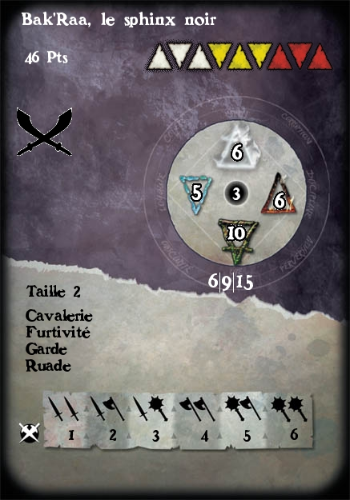 Bak'Raa, le sphinx noir
46 Pts
6
5
3
6
10
6|9|15
Taille 2
Cavalerie
Furtivité
Garde
Ruade
1 2 3 4 5 6